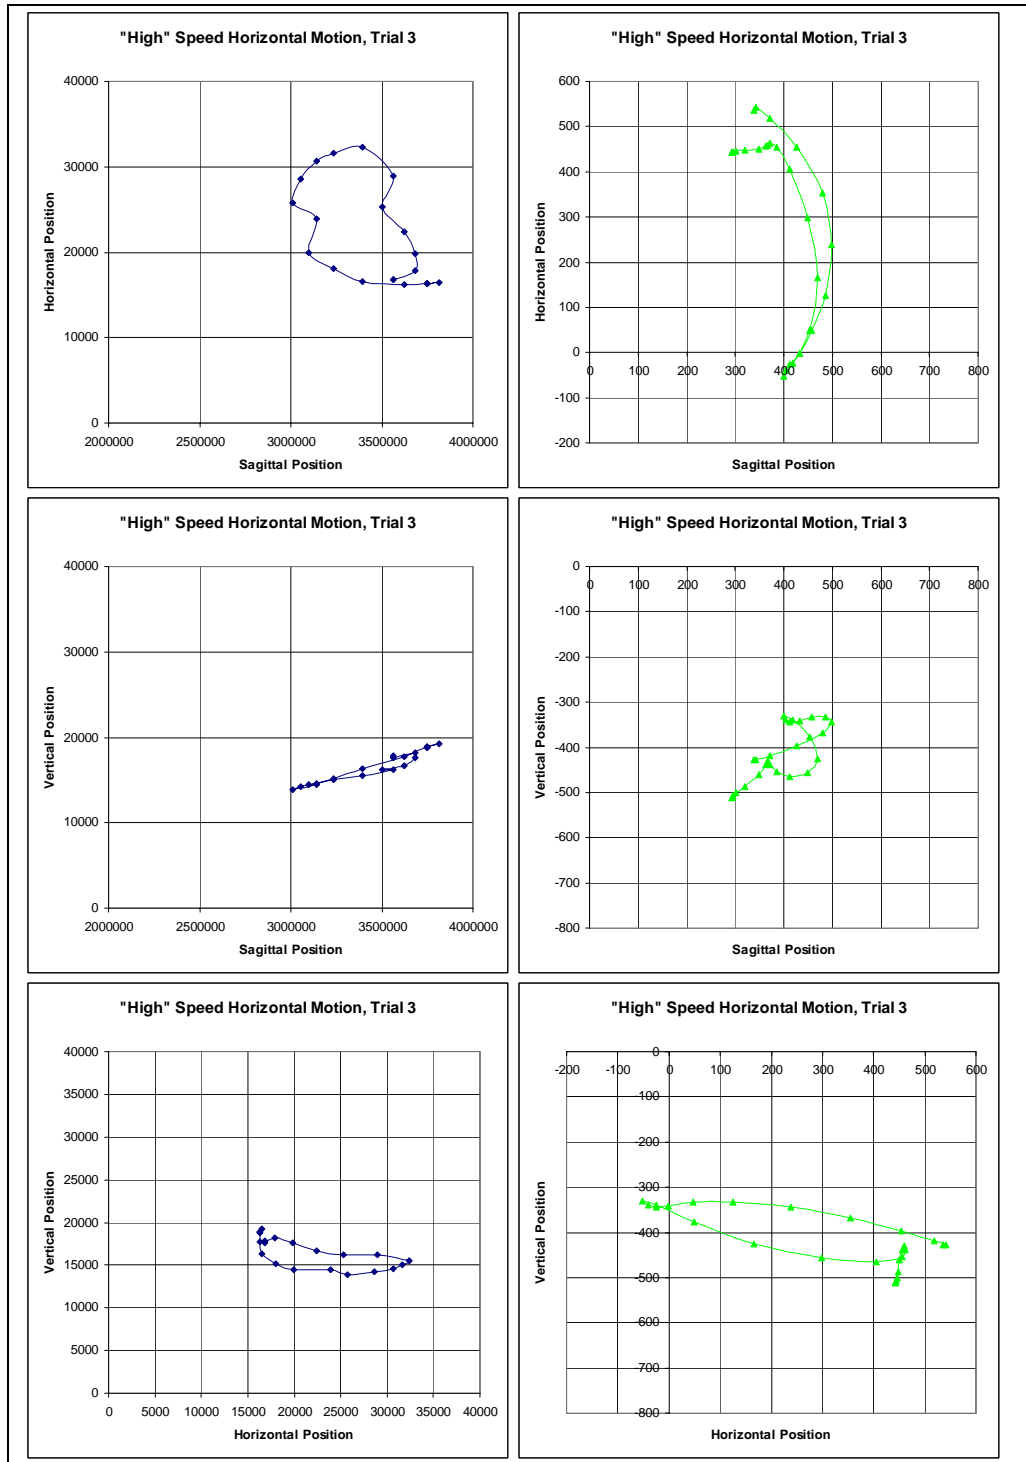 "High" Speed Horizontal Motion, Trial 3
40000
30000
20000
10000
0
2000000 2500000 3000000 3500000 4000000
Horizontal Position
Sagittal Position
"High" Speed Horizontal Motion, Trial 3
600
500
400
300
200
100
0
-100
-200
0 100 200 300 400 500 600 700 800
Horizontal Position
Sagittal Position
"High" Speed Horizontal Motion, Trial 3
40000
30000
20000
10000
0
2000000 2500000 3000000 3500000 4000000
Vertical Position
Sagittal Position
"High" Speed Horizontal Motion, Trial 3
0
-100
-200
-300
-400
-500
-600
-700
-800
0 100 200 300 400 500 600 700 800
Vertical Position
Sagittal Position
"High" Speed Horizontal Motion, Trial 3
40000
35000
30000
25000
20000
15000
10000
5000
0
0 5000 10000 15000 20000 25000 30000 35000 40000
Vertical Position
Horizontal Position
"High" Speed Horizontal Motion, Trial 3
0
-100
-200
-300
-400
-500
-600
-700
-800
-200 -100 0 100 200 300 400 500 600
Vertical Position
Horizontal Position